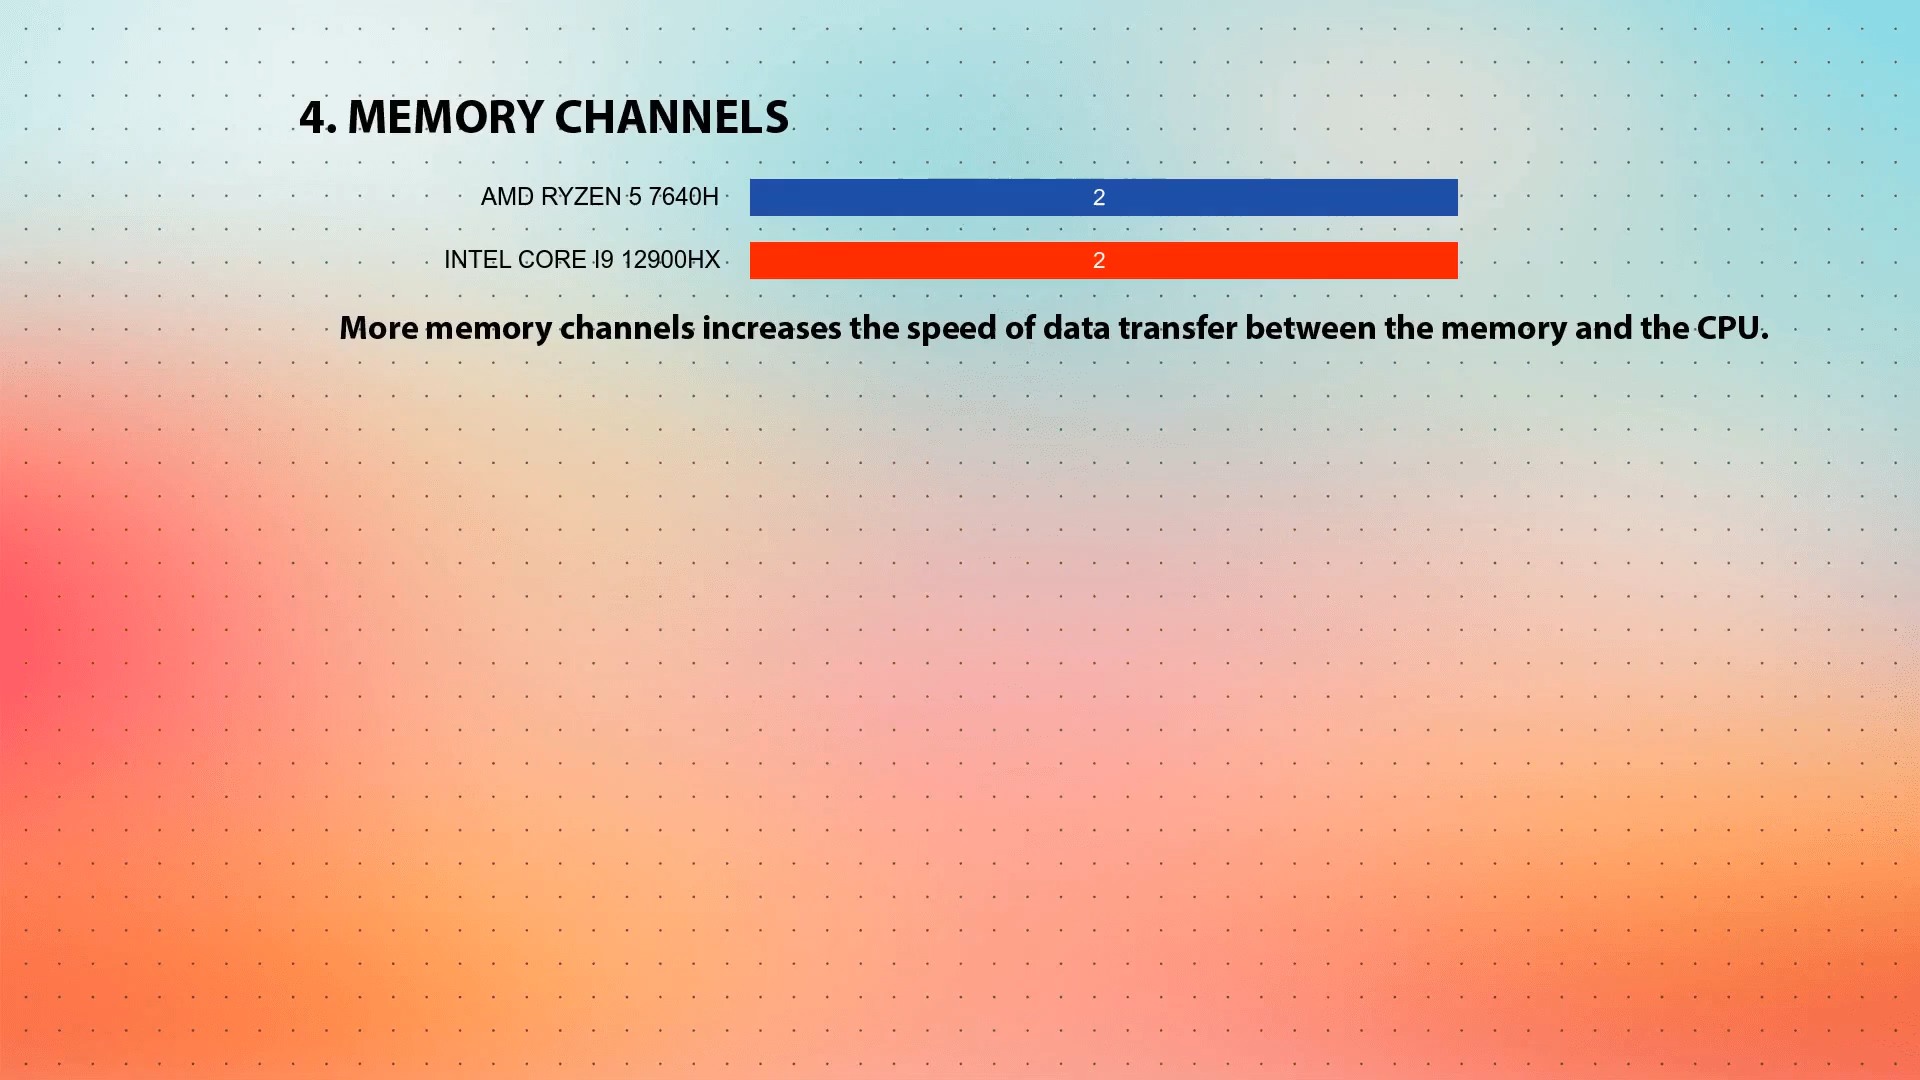 4. MEMORY CHANNELS
AMD RYZEN 5 7640H 2
INTEL CORE I9 12900HX 2
More memory channels increases the speed of data transfer between the memory and the CPU.